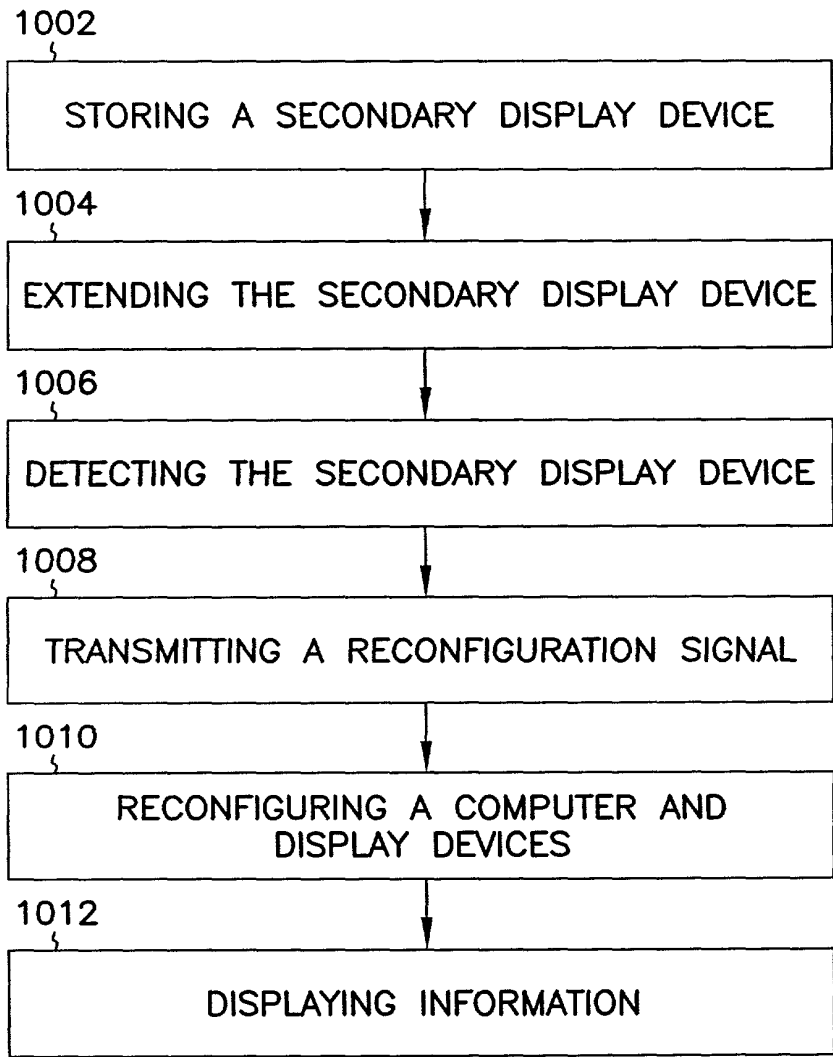 1002
STORING A SECONDARY DISPLAY DEVICE
1004
EXTENDING THE SECONDARY DISPLAY DEVICE
1006
DETECTING THE SECONDARY DISPLAY DEVICE
1008
TRANSMITTING A RECONFIGURATION SIGNAL
1010
RECONFIGURING A COMPUTER AND
DISPLAY DEVICES
1012
DISPLAYING INFORMATION